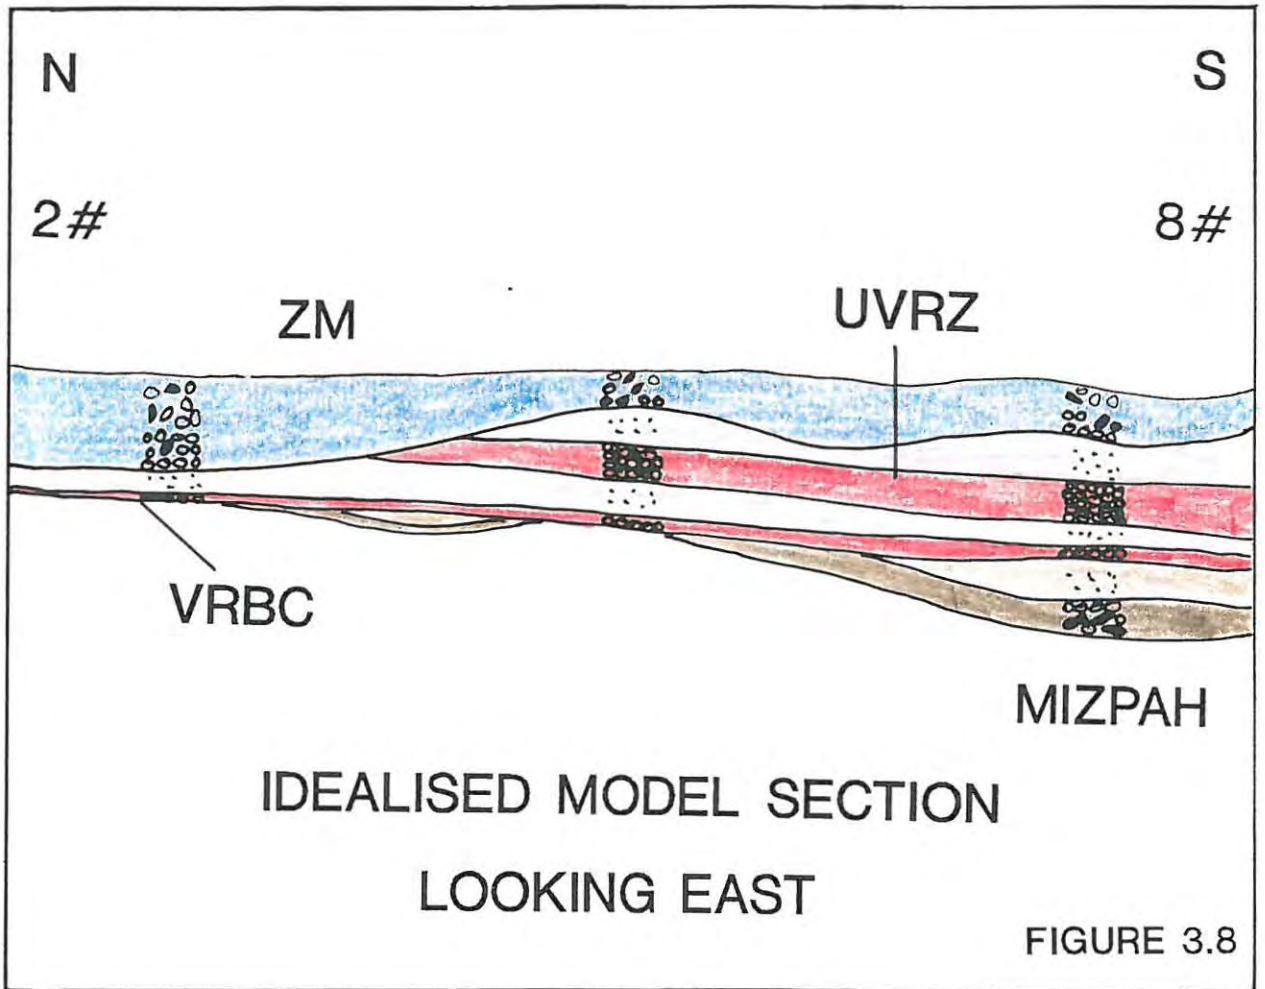 N
S
2#
8#
ZM
UVRZ
VRBC
MIZPAH
IDEALISED MODEL SECTION
LOOKING EAST
FIGURE 3.8